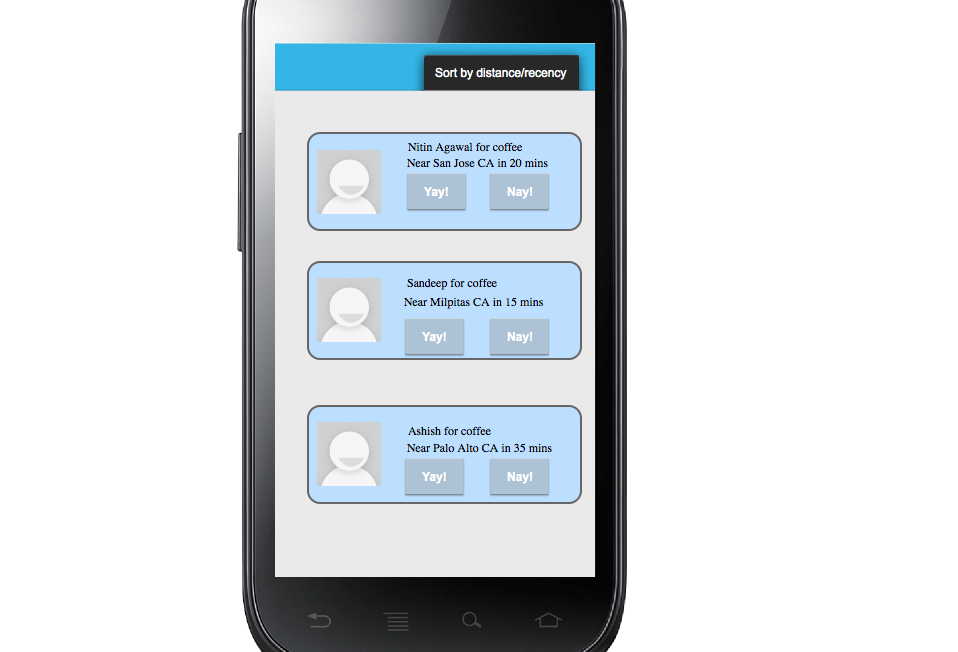 Sort by distance/recency
Nitin Agawal for coffee
Near San Jose CA in 20 mins
Yay! Nay!
Sandeep for coffee
Near Milpitas CA in 15 mins
Yay! Nay!
Ashish for coffee
Near Palo Alto CA in 35 mins
Yay! Nay!